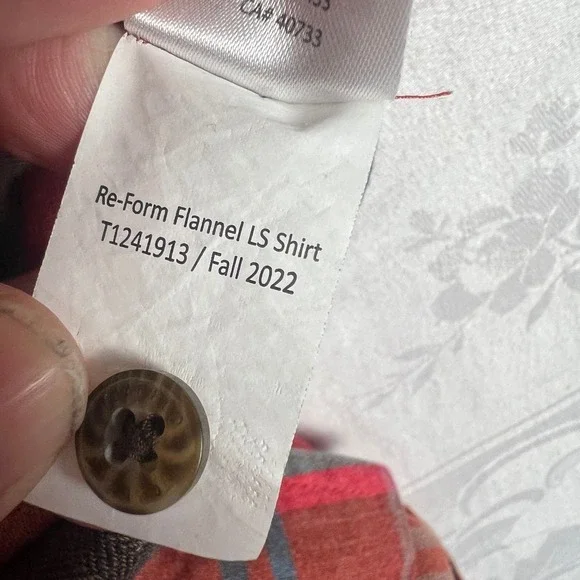 CA# 40733
Re-Form Flannel LS Shirt
T1241913 / Fall 2022